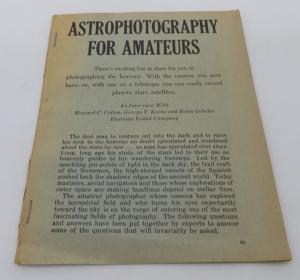 ASTROPHOTOGRAPHY
FOR AMATEURS
There's exciting fun in store for you in
photographing the heavens. With the camera you now
have—or, with one on a telescope you can easily record
planets, stars, satellites.
An Interview With
Howard C. Colton, George T. Keene and Rolm Gebelta
Eastman Kodak Company
The first man to venture out into the dark and to raise
his eyes to the heavens no doubt speculated and wondered
about the stars he saw ... as man has speculated ever since.
Long, long ago his study of the stars led to their use as
heavenly guides to his wandering footsteps. Led by the
sparkling pin-points of light in the dark sky, the trail craft
of the Norsemen, the high-sterned vessels of the Spanish
pushed back the shadowy edges of the ancient world. Today
mariners, aerial navigators and those whose explorations of
outer space are making headlines depend on stellar fixes.
The amateur photographer whose camera has explored
the terrestrial field and who turns his eyes expectantly
toward the sky is on the verge of entering one of the most
fascinating fields of photography. The following questions
and answers have been put together by experts to answer
some of the questions that will invariably be asked.